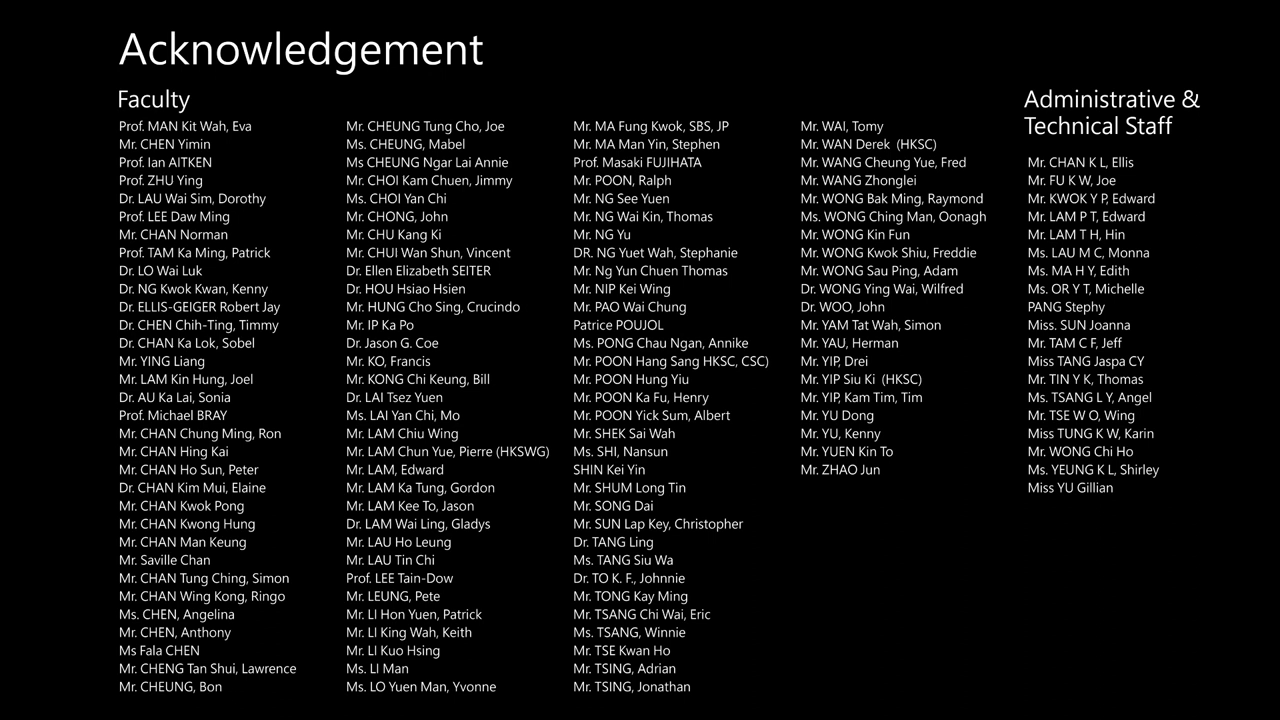 Acknowledgement
Faculty
Prof. MAN Kit Wah, Eva
Mr. CHEN Yimin
Prof. Ian AITKEN
Prof. ZHU Ying
Dr. LAU Wai Sim, Dorothy
Prof. LEE Daw Ming
Mr. CHAN Norman
Prof. TAM Ka Ming, Patrick
Dr. LO Wai Luk
Dr. NG Kwok Kwan, Kenny
Dr. ELLIS-GEIGER Robert Jay
Dr. CHEN Chih-Ting, Timmy
Dr. CHAN Ka Lok, Sobel
Mr. YING Liang
Mr. LAM Kin Hung, Joel
Dr. AU Ka Lai, Sonia
Prof. Michael BRAY
Mr. CHAN Chung Ming, Ron
Mr. CHAN Hing Kai
Mr. CHAN Ho Sun, Peter
Dr. CHAN Kim Mui, Elaine
Mr. CHAN Kwok Pong
Mr. CHAN Kwong Hung
Mr. CHAN Man Keung
Mr. Saville Chan
Mr. CHAN Tung Ching, Simon
Mr. CHAN Wing Kong, Ringo
Ms. CHEN, Angelina
Mr. CHEN, Anthony
Ms Fala CHEN
Mr. CHENG Tan Shui, Lawrence
Mr. CHEUNG, Bon
Mr. CHEUNG Tung Cho, Joe
Ms. CHEUNG, Mabel
Ms CHEUNG Ngar Lai Annie
Mr. CHOI Kam Chuen, Jimmy
Ms. CHOI Yan Chi
Mr. CHONG, John
Mr. CHU Kang Ki
Mr. CHUI Wan Shun, Vincent
Dr. Ellen Elizabeth SEITER
Dr. HOU Hsiao Hsien
Mr. HUNG Cho Sing, Crucindo
Mr. IP Ka Po
Dr. Jason G. Coe
Mr. KO, Francis
Mr. KONG Chi Keung, Bill
Dr. LAI Tsez Yuen
Ms. LAI Yan Chi, Mo
Mr. LAM Chiu Wing
Mr. LAM Chun Yue, Pierre (HKSWG)
Mr. LAM, Edward
Mr. LAM Ka Tung, Gordon
Mr. LAM Kee To, Jason
Dr. LAM Wai Ling, Gladys
Mr. LAU Ho Leung
Mr. LAU Tin Chi
Prof. LEE Tain-Dow
Mr. LEUNG, Pete
Mr. LI Hon Yuen, Patrick
Mr. LI King Wah, Keith
Mr. LI Kuo Hsing
Ms. LI Man
Ms. LO Yuen Man, Yvonne
Mr. MA Fung Kwok, SBS, JP
Mr. MA Man Yin, Stephen
Prof. Masaki FUJIHATA
Mr. POON, Ralph
Mr. NG See Yuen
Mr. NG Wai Kin, Thomas
Mr. NG Yu
DR. NG Yuet Wah, Stephanie
Mr. Ng Yun Chuen Thomas
Mr. NIP Kei Wing
Mr. PAO Wai Chung
Patrice POUJOL
Ms. PONG Chau Ngan, Annike
Mr. POON Hang Sang HKSC, CSC)
Mr. POON Hung Yiu
Mr. POON Ka Fu, Henry
Mr. POON Yick Sum, Albert
Mr. SHEK Sai Wah
Ms. SHI, Nansun
SHIN Kei Yin
Mr. SHUM Long Tin
Mr. SONG Dai
Mr. SUN Lap Key, Christopher
Dr. TANG Ling
Ms. TANG Siu Wa
Dr. TO K. F., Johnnie
Mr. TONG Kay Ming
Mr. TSANG Chi Wai, Eric
Ms. TSANG, Winnie
Mr. TSE Kwan Ho
Mr. TSING, Adrian
Mr. TSING, Jonathan
Mr. WAI, Tomy
Mr. WAN Derek (HKSC)
Mr. WANG Cheung Yue, Fred
Mr. WANG Zhonglei
Mr. WONG Bak Ming, Raymond
Ms. WONG Ching Man, Oonagh
Mr. WONG Kin Fun
Mr. WONG Kwok Shiu, Freddie
Mr. WONG Sau Ping, Adam
Dr. WONG Ying Wai, Wilfred
Dr. WOO, John
Mr. YAM Tat Wah, Simon
Mr. YAU, Herman
Mr. YIP, Drei
Mr. YIP Siu Ki (HKSC)
Mr. YIP, Kam Tim, Tim
Mr. YU Dong
Mr. YU, Kenny
Mr. YUEN Kin To
Mr. ZHAO Jun
Administrative &
Technical Staff
Mr. CHAN K L, Ellis
Mr. FU K W, Joe
Mr. KWOK Y P, Edward
Mr. LAM P T, Edward
Mr. LAM T H, Hin
Ms. LAU M C, Monna
Ms. MA H Y, Edith
Ms. OR Y T, Michelle
PANG Stephy
Miss. SUN Joanna
Mr. TAM C F, Jeff
Miss TANG Jaspa CY
Mr. TIN Y K, Thomas
Ms. TSANG L Y, Angel
Mr. TSE W O, Wing
Miss TUNG K W, Karin
Mr. WONG Chi Ho
Ms. YEUNG K L, Shirley
Miss YU Gillian